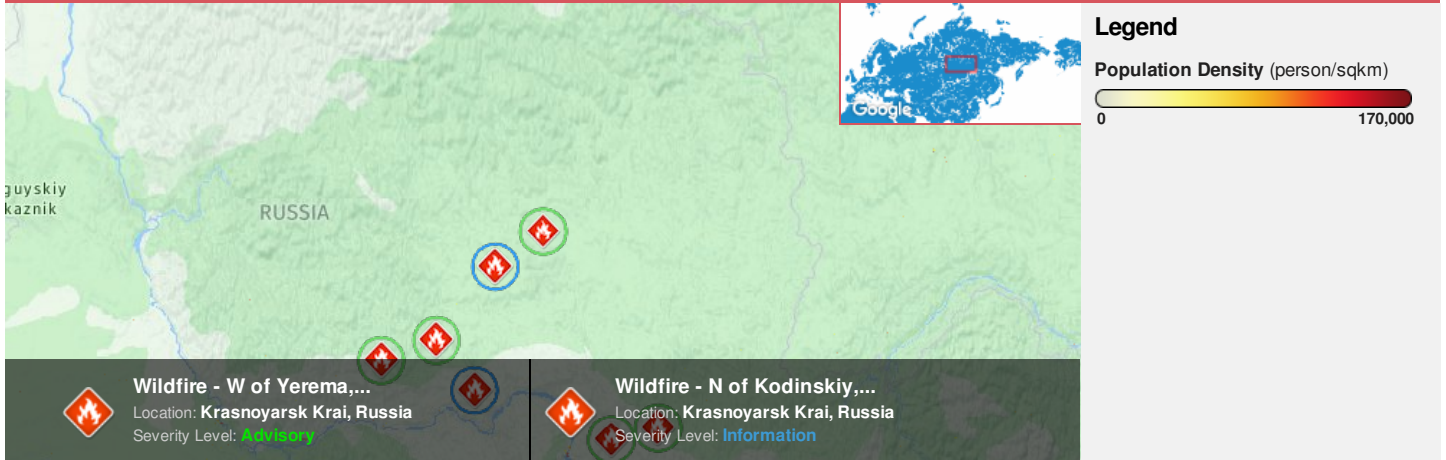 guyskiy
kaznik
RUSSIA
Google
Legend
Population Density (person/sqkm)
0
170,000
Wildfire - W of Yerema,...
Location: Krasnoyarsk Krai, Russia
Severity Level: Advisory
Wildfire - N of Kodinskiy,...
Location: Krasnoyarsk Krai, Russia
Severity Level: Information